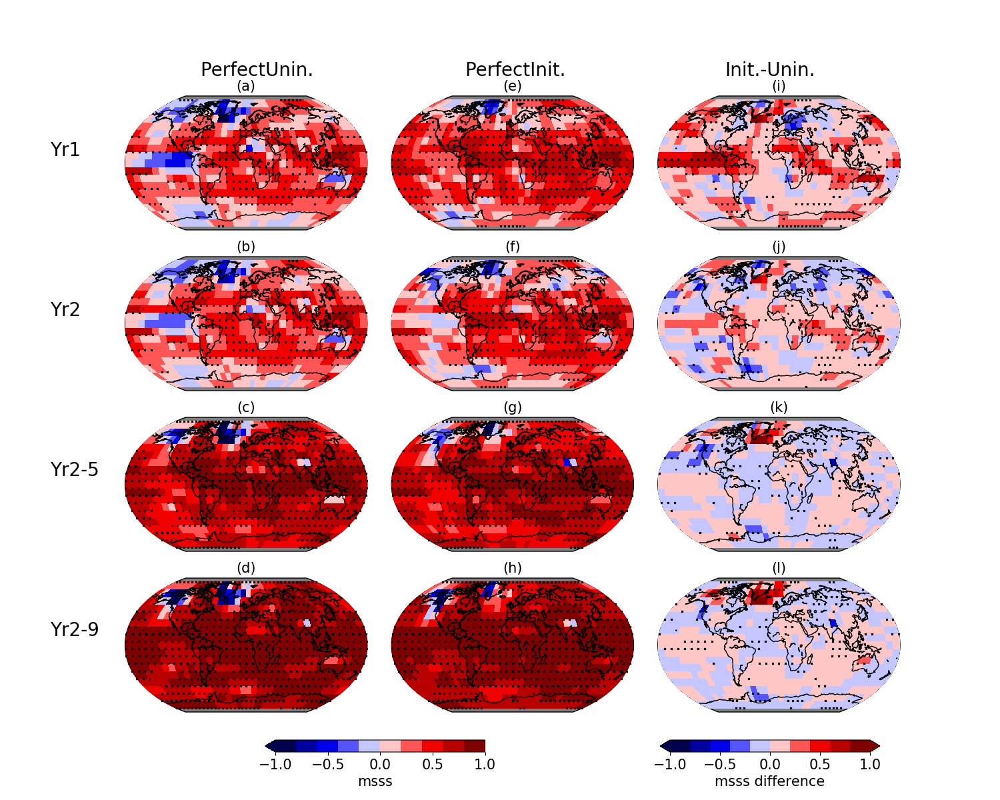 PerfectUnin. PerfectInit. Init.-Unin.
(a) (e) (i)
Yr1
(b) (f) (j)
Yr2
(c) (g) (k)
Yr2-5
(d) (h) (l)
Yr2-9
−1.0 −0.5 0.0 0.5 1.0 −1.0 −0.5 0.0 0.5 1.0
msss msss difference